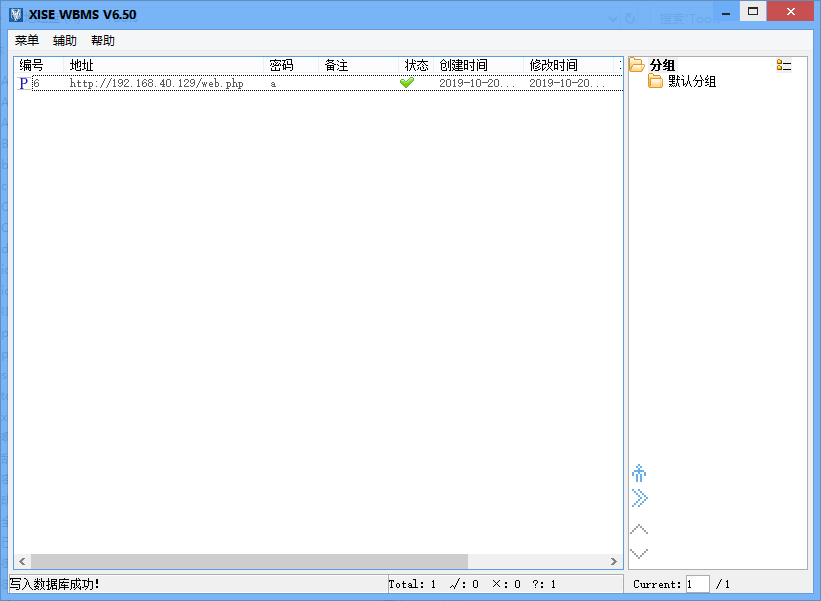 XISE WBMS V6.50
菜单 辅助 帮助
编号 地址 密码 备注 状态 创建时间 修改时间
P 6 http://192.168.40.129/web.php a 2019-10-20... 2019-10-20...
分组
默认分组
写入数据库成功!
Total: 1 √: 0 ×: 0 ?: 1
Current: 1 /1